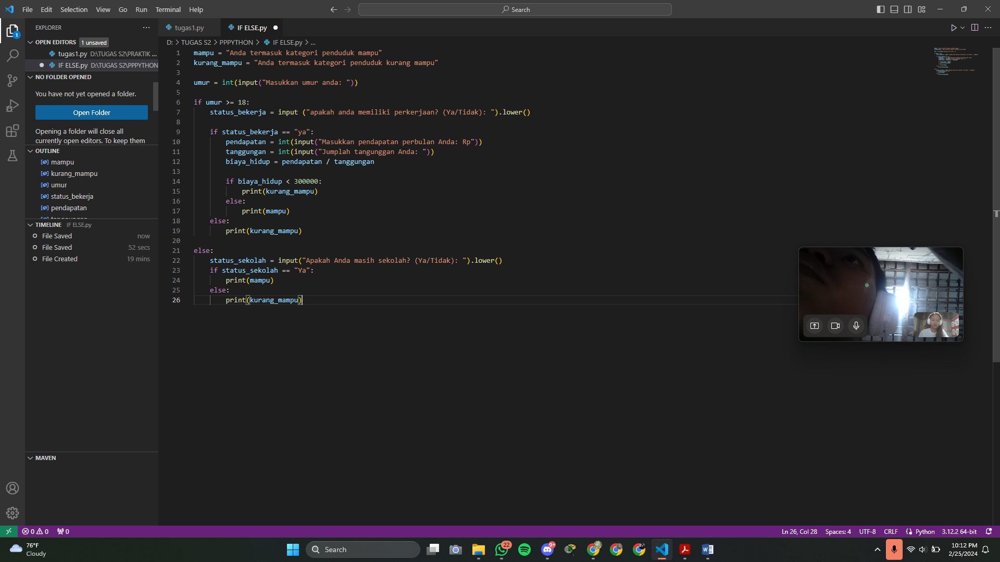 File Edit Selection View Go Run Terminal Help
Search
EXPLORER
OPEN EDITORS 1 unsaved
tugas1.py D:\TUGAS S2\PRAKTIK ...
IF ELSE.py D:\TUGAS S2\PPPYTHON
NO FOLDER OPENED
You have not yet opened a folder.
Open Folder
Opening a folder will close all
currently open editors. To keep them
OUTLINE
mampu
kurang_mampu
umur
status_bekerja
pendapatan
TIMELINE IF ELSE.py
File Saved now
File Saved 52 secs
File Created 19 mins
MAVEN
tugas1.py
IF ELSE.py
D: > TUGAS S2 > PPPYTHON > IF ELSE.py > ...
1 mampu = "Anda termasuk kategori penduduk mampu"
2 kurang_mampu = "Anda termasuk kategori penduduk kurang mampu"
3
4 umur = int(input("Masukkan umur anda: "))
5
6 if umur >= 18:
7 status_bekerja = input ("apakah anda memiliki perkerjaan? (Ya/Tidak): ").lower()
8
9 if status_bekerja == "ya":
10 pendapatan = int(input("Masukkan pendapatan perbulan Anda: Rp"))
11 tanggungan = int(input("Jumplah tangunggan Anda: "))
12 biaya_hidup = pendapatan / tanggungan
13
14 if biaya_hidup < 300000:
15 print(kurang_mampu)
16 else:
17 print(mampu)
18 else:
19 print(kurang_mampu)
20
21 else:
22 status_sekolah = input("Apakah Anda masih sekolah? (Ya/Tidak): ").lower()
23 if status_sekolah == "Ya":
24 print(mampu)
25 else:
26 print(kurang_mampu)
0 0 0
Ln 26, Col 28 Spaces: 4 UTF-8 CRLF Python 3.12.2 64-bit
76°F
Cloudy
Search
22
9+
10:12 PM
2/25/2024